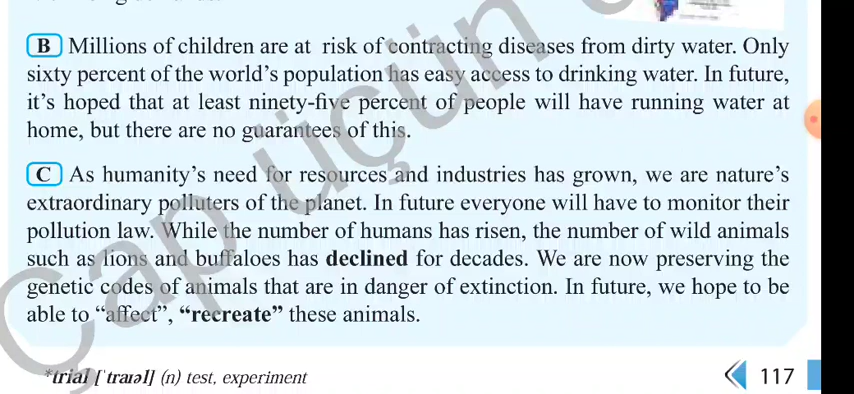 B Millions of children are at risk of contracting diseases from dirty water. Only
sixty percent of the world's population has easy access to drinking water. In future,
it's hoped that at least ninety-five percent of people will have running water at
home, but there are no guarantees of this.
C As humanity's need for resources and industries has grown, we are nature's
extraordinary polluters of the planet. In future everyone will have to monitor their
pollution law. While the number of humans has risen, the number of wild animals
such as lions and buffaloes has declined for decades. We are now preserving the
genetic codes of animals that are in danger of extinction. In future, we hope to be
able to “affect”, “recreate” these animals.
*trial [ˈtraɪəl] (n) test, experiment
117
Çap üçün